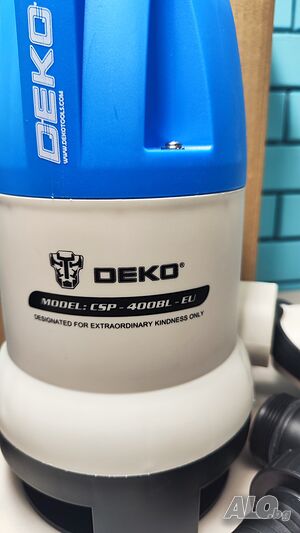 DEKO
WWW.DEKOTOOLS.COM
DEKO®
MODEL: CSP - 400BL - EU
DESIGNATED FOR EXTRAORDINARY KINDNESS ONLY
ALO.bg